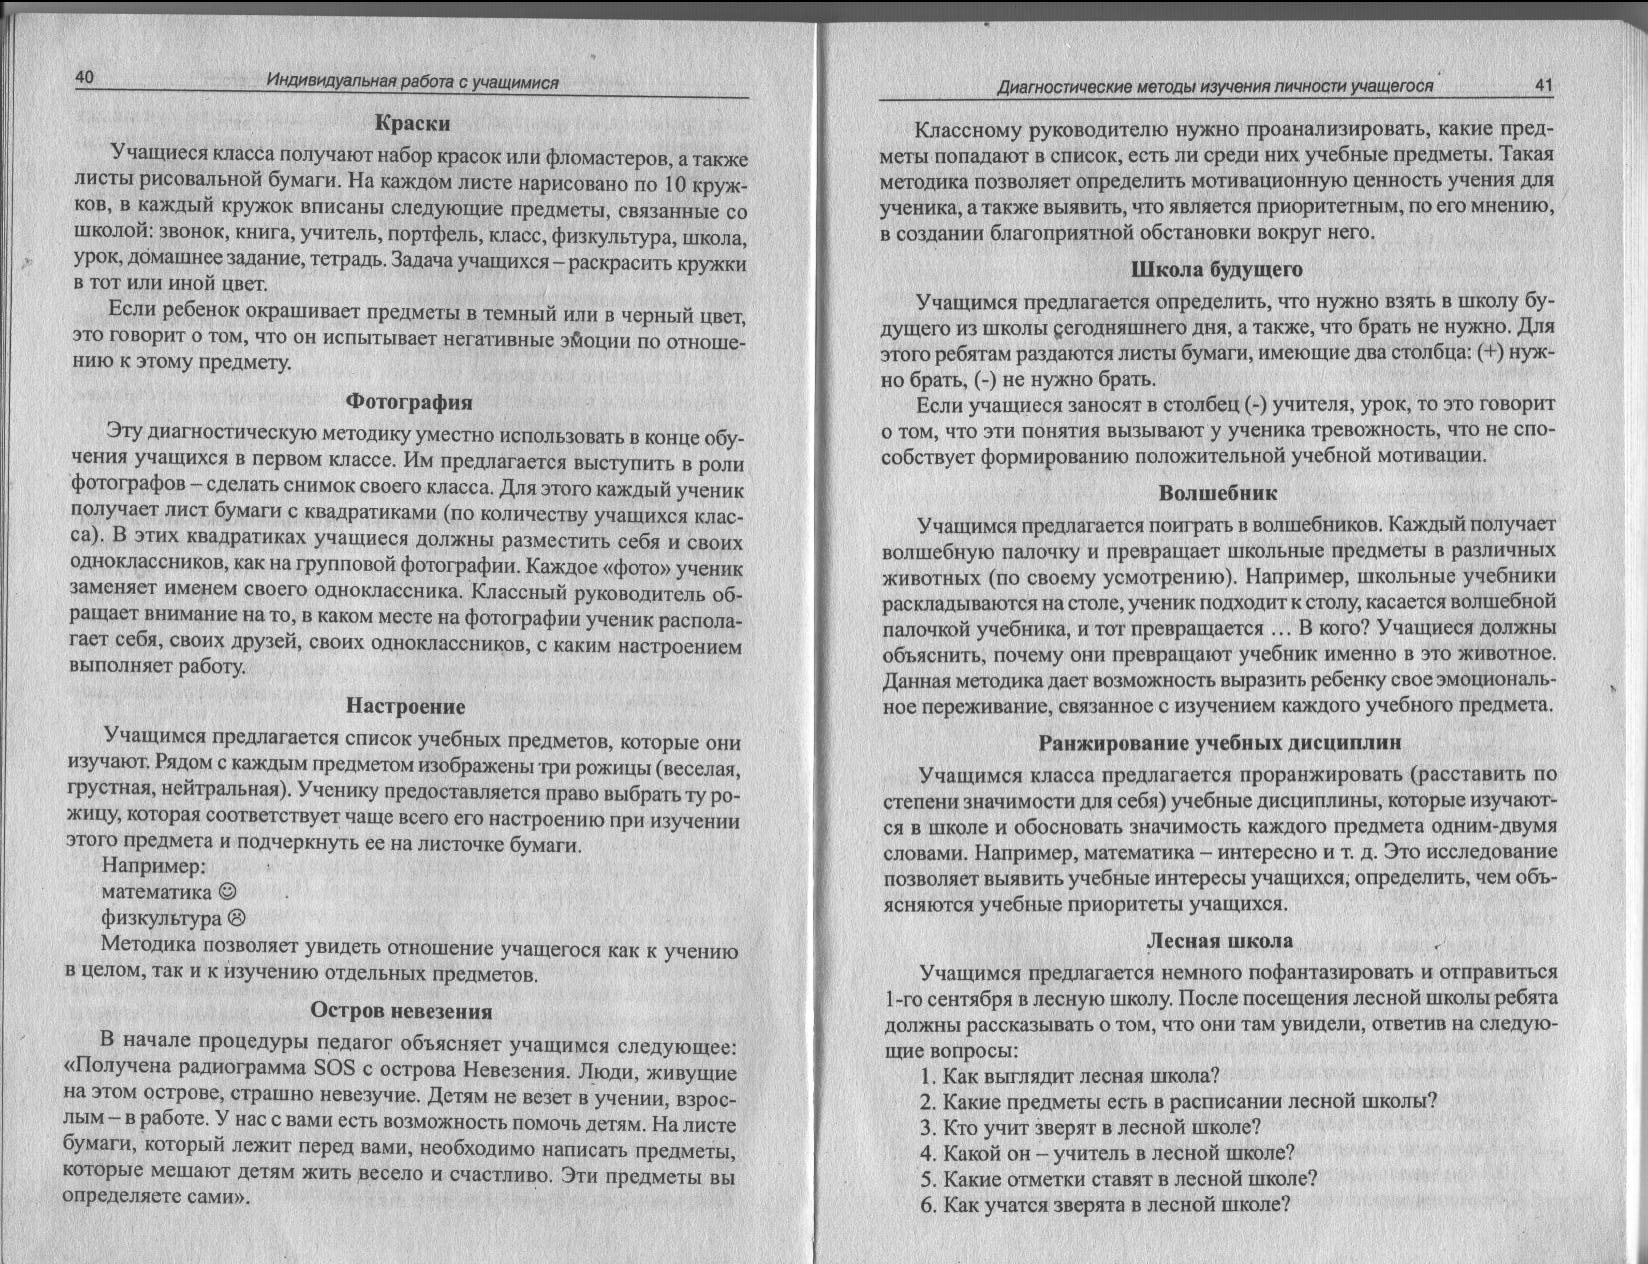 40
Индивидуальная работа с учащимися
Краски
Учащиеся класса получают набор красок или фломастеров, а также
листы рисовальной бумаги. На каждом листе нарисовано по 10 круж-
ков, в каждый кружок вписаны следующие предметы, связанные со
школой: звонок, книга, учитель, портфель, класс, физкультура, школа,
урок, домашнее задание, тетрадь. Задача учащихся – раскрасить кружки
в тот или иной цвет.
Если ребенок окрашивает предметы в темный или в черный цвет,
это говорит о том, что он испытывает негативные эмоции по отноше-
нию к этому предмету.
Фотография
Эту диагностическую методику уместно использовать в конце обу-
чения учащихся в первом классе. Им предлагается выступить в роли
фотографов – сделать снимок своего класса. Для этого каждый ученик
получает лист бумаги с квадратиками (по количеству учащихся клас-
са). В этих квадратиках учащиеся должны разместить себя и своих
одноклассников, как на групповой фотографии. Каждое «фото» ученик
заменяет именем своего одноклассника. Классный руководитель об-
ращает внимание на то, в каком месте на фотографии ученик распола-
гает себя, своих друзей, своих одноклассников, с каким настроением
выполняет работу.
Настроение
Учащимся предлагается список учебных предметов, которые они
изучают. Рядом с каждым предметом изображены три рожицы (веселая,
грустная, нейтральная). Ученику предоставляется право выбрать ту ро-
жицу, которая соответствует чаще всего его настроению при изучении
этого предмета и подчеркнуть ее на листочке бумаги.
Например:
математика ☺
физкультура ☹
Методика позволяет увидеть отношение учащегося как к учению
в целом, так и к изучению отдельных предметов.
Остров невезения
В начале процедуры педагог объясняет учащимся следующее:
«Получена радиограмма SOS с острова Невезения. Люди, живущие
на этом острове, страшно невезучие. Детям не везет в учении, взрос-
лым – в работе. У нас с вами есть возможность помочь детям. На листе
бумаги, который лежит перед вами, необходимо написать предметы,
которые мешают детям жить весело и счастливо. Эти предметы вы
определяете сами».
Диагностические методы изучения личности учащегося
41
Классному руководителю нужно проанализировать, какие пред-
меты попадают в список, есть ли среди них учебные предметы. Такая
методика позволяет определить мотивационную ценность учения для
ученика, а также выявить, что является приоритетным, по его мнению,
в создании благоприятной обстановки вокруг него.
Школа будущего
Учащимся предлагается определить, что нужно взять в школу бу-
дущего из школы сегодняшнего дня, а также, что брать не нужно. Для
этого ребятам раздаются листы бумаги, имеющие два столбца: (+) нуж-
но брать, (-) не нужно брать.
Если учащиеся заносят в столбец (-) учителя, урок, то это говорит
о том, что эти понятия вызывают у ученика тревожность, что не спо-
собствует формированию положительной учебной мотивации.
Волшебник
Учащимся предлагается поиграть в волшебников. Каждый получает
волшебную палочку и превращает школьные предметы в различных
животных (по своему усмотрению). Например, школьные учебники
раскладываются на столе, ученик подходит к столу, касается волшебной
палочкой учебника, и тот превращается … В кого? Учащиеся должны
объяснить, почему они превращают учебник именно в это животное.
Данная методика дает возможность выразить ребенку свое эмоциональ-
ное переживание, связанное с изучением каждого учебного предмета.
Ранжирование учебных дисциплин
Учащимся класса предлагается проранжировать (расставить по
степени значимости для себя) учебные дисциплины, которые изучают-
ся в школе и обосновать значимость каждого предмета одним-двумя
словами. Например, математика – интересно и т. д. Это исследование
позволяет выявить учебные интересы учащихся, определить, чем объ-
ясняются учебные приоритеты учащихся.
Лесная школа
Учащимся предлагается немного пофантазировать и отправиться
1-го сентября в лесную школу. После посещения лесной школы ребята
должны рассказывать о том, что они там увидели, ответив на следую-
щие вопросы:
1. Как выглядит лесная школа?
2. Какие предметы есть в расписании лесной школы?
3. Кто учит зверят в лесной школе?
4. Какой он – учитель в лесной школе?
5. Какие отметки ставят в лесной школе?
6. Как учатся зверята в лесной школе?